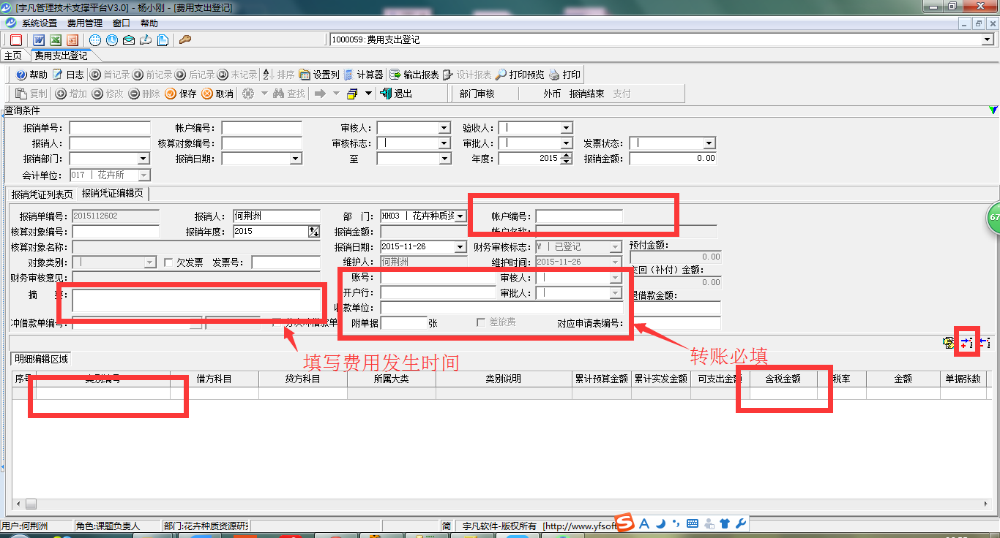 [宇凡管理技术支撑平台V3.0] - 杨小刚 - [费用支出登记]
系统设置 费用管理 窗口 帮助
1000059:费用支出登记
主页 费用支出登记
帮助 日志 首记录 前记录 后记录 末记录 排序 设置列 计算器 输出报表 设计报表 打印预览 打印
复制 增加 修改 删除 保存 取消 查找 退出 部门审核 外币 报销结束 支付
查询条件
报销单号： 帐户编号： 审核人： 验收人： |
报销人： 核算对象编号： 审核标志： | 审批人： | 发票状态： |
报销部门： 报销日期： 至 年度： 2015 报销金额： 0.00
会计单位： 017 | 花卉所
报销凭证列表页 报销凭证编辑页
报销单编号： 2015112602 报销人： 何荆洲 部 门： HH03 | 花卉种质资 帐户编号：
核算对象编号： 报销年度： 2015 报销金额： 帐户名称：
核算对象名称： 报销日期： 2015-11-26 财务审核标志： W | 已登记 预付金额：
0.00
对象类别： | 欠发票 发票号： 维护人： 何荆洲 维护时间： 2015-11-26
财务审核意见： 账号： 审核人： | 交回（补付）金额：
0.00
摘 要： 开户行： 审批人： | 退借款金额：
收款单位：
冲借款单编号： 分次冲借款单 附单据 张 差旅费 对应申请表编号：
填写费用发生时间 转账必填
明细编辑区域
序号 类别编号 借方科目 贷方科目 所属大类 类别说明 累计预算金额 累计实发金额 可支出金额 含税金额 税率 金额 单据张数
67
用户:何荆洲 角色:课题负责人 部门:花卉种质资源研 简 宇凡软件-版权所有 [http://www.yfsoft